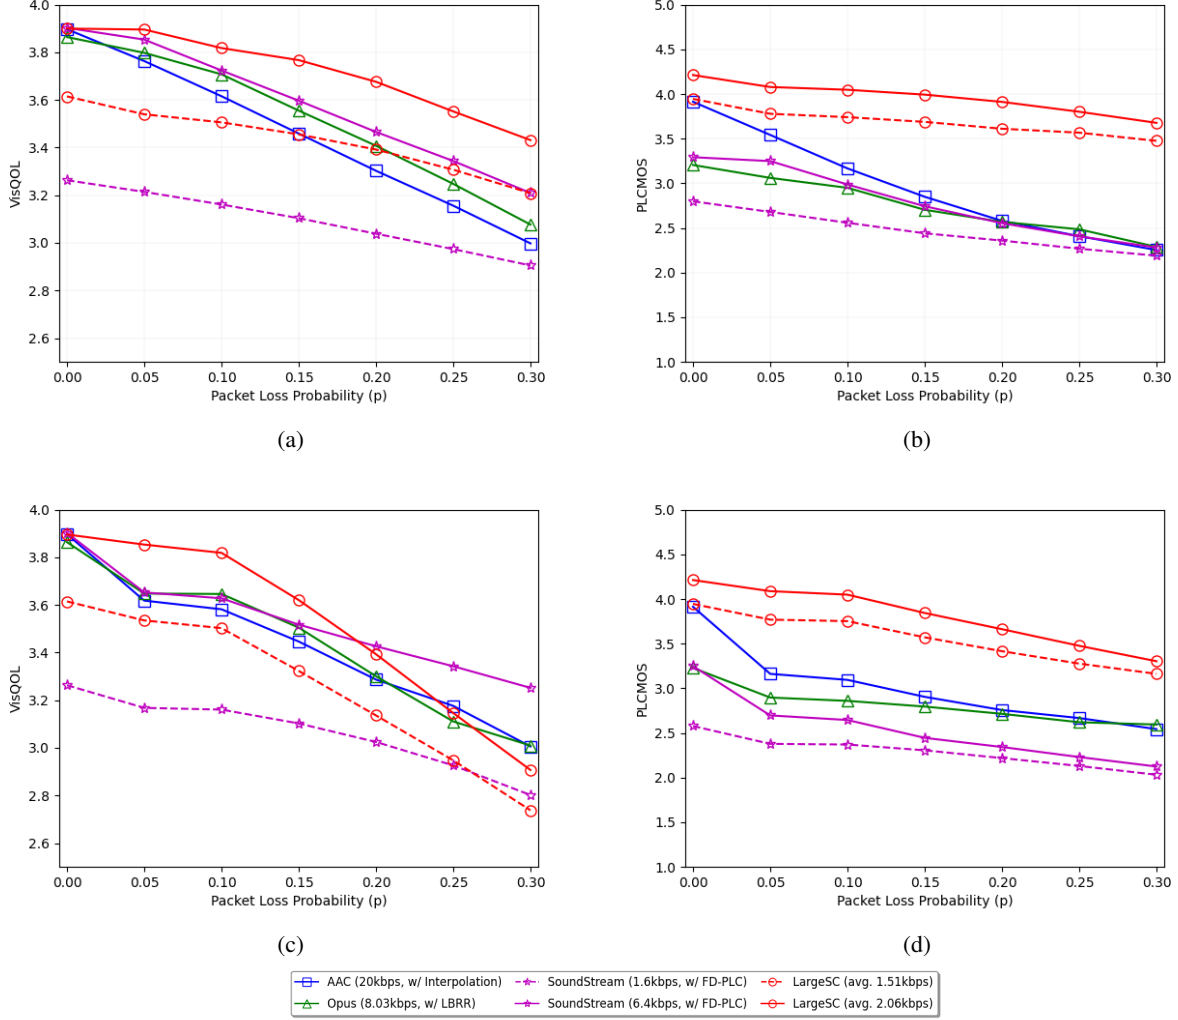 4.0
3.8
3.6
3.4
3.2
3.0
2.8
2.6
VisQOL
0.00 0.05 0.10 0.15 0.20 0.25 0.30
Packet Loss Probability (p)
(a)
5.0
4.5
4.0
3.5
3.0
2.5
2.0
1.5
1.0
PLCMOS
0.00 0.05 0.10 0.15 0.20 0.25 0.30
Packet Loss Probability (p)
(b)
4.0
3.8
3.6
3.4
3.2
3.0
2.8
2.6
VisQOL
0.00 0.05 0.10 0.15 0.20 0.25 0.30
Packet Loss Probability (p)
(c)
5.0
4.5
4.0
3.5
3.0
2.5
2.0
1.5
1.0
PLCMOS
0.00 0.05 0.10 0.15 0.20 0.25 0.30
Packet Loss Probability (p)
(d)
AAC (20kbps, w/ Interpolation) SoundStream (1.6kbps, w/ FD-PLC) LargeSC (avg. 1.51kbps)
Opus (8.03kbps, w/ LBRR) SoundStream (6.4kbps, w/ FD-PLC) LargeSC (avg. 2.06kbps)